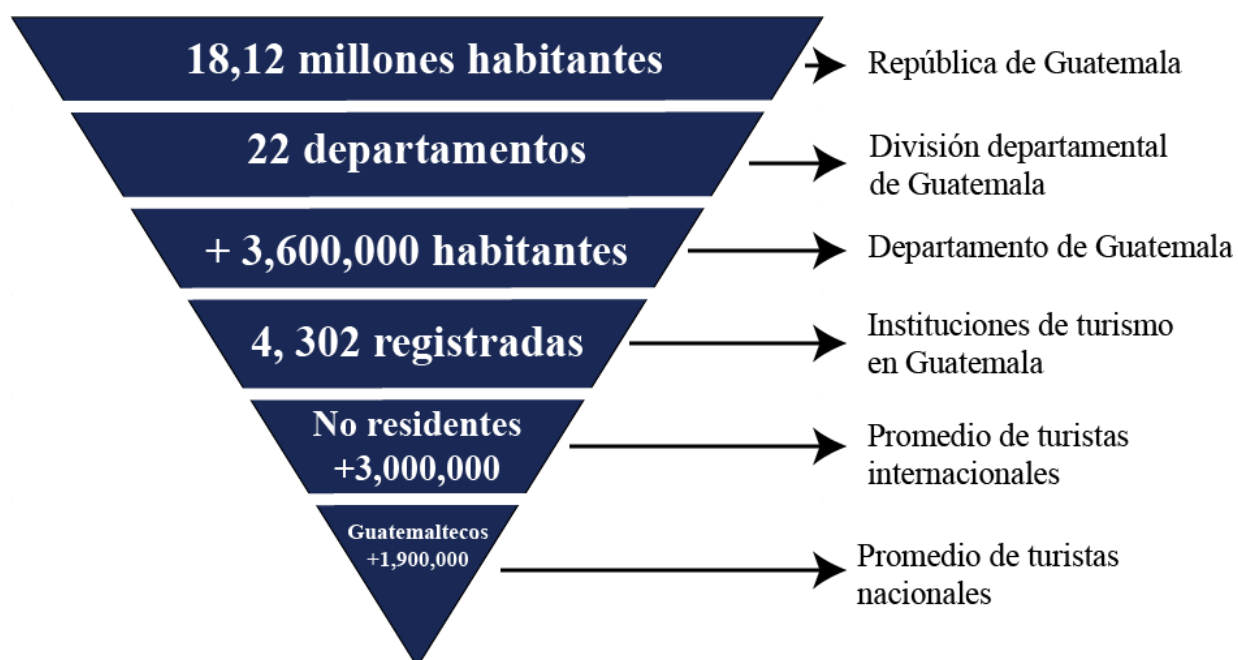 18,12 millones habitantes
República de Guatemala
22 departamentos
División departamental
de Guatemala
+ 3,600,000 habitantes
Departamento de Guatemala
4, 302 registradas
Instituciones de turismo
en Guatemala
No residentes
+3,000,000
Promedio de turistas
internacionales
Guatemaltecos
+1,900,000
Promedio de turistas
nacionales